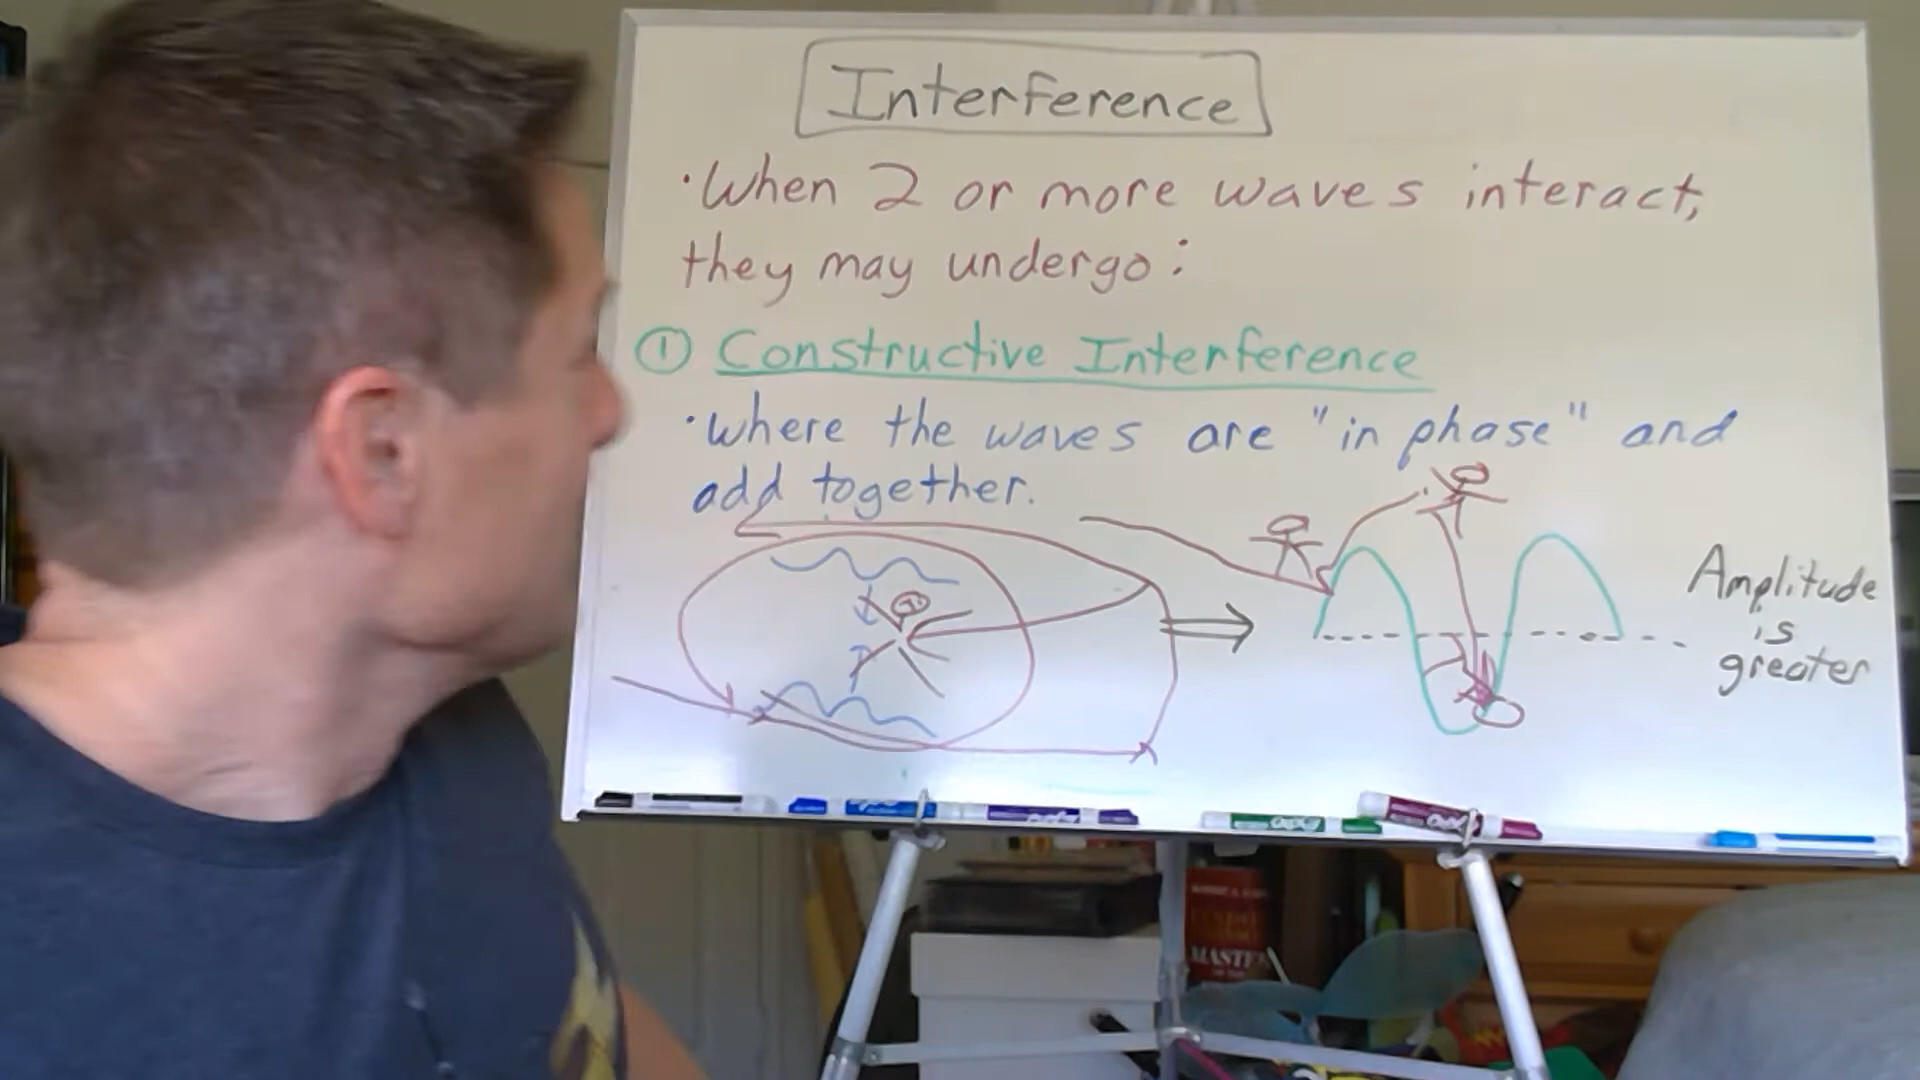 Interference
·When 2 or more waves interact,
they may undergo:
① Constructive Interference
·Where the waves are "in phase" and
add together.
Amplitude
is
greater
MASTER